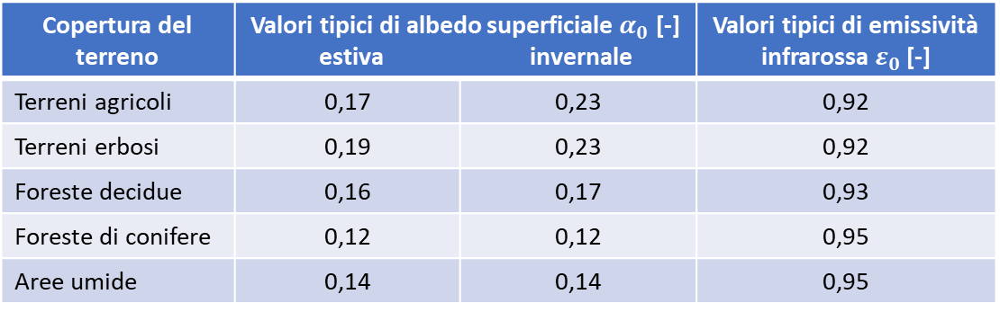 Copertura del terreno Valori tipici di albedo superficiale α₀ [-] Valori tipici di emissività infrarossa ε₀ [-]
estiva invernale
Terreni agricoli 0,17 0,23 0,92
Terreni erbosi 0,19 0,23 0,92
Foreste decidue 0,16 0,17 0,93
Foreste di conifere 0,12 0,12 0,95
Aree umide 0,14 0,14 0,95